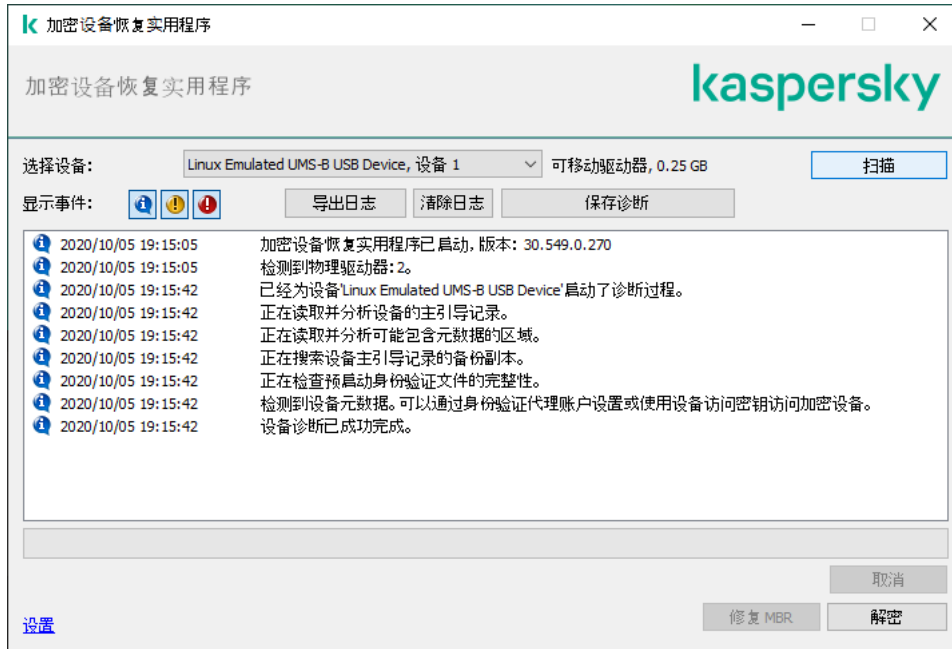 加密设备恢复实用程序
加密设备恢复实用程序
kaspersky
选择设备: Linux Emulated UMS-B USB Device, 设备 1 可移动驱动器, 0.25 GB 扫描
显示事件: 导出日志 清除日志 保存诊断
2020/10/05 19:15:05 加密设备恢复实用程序已启动, 版本: 30.549.0.270
2020/10/05 19:15:05 检测到物理驱动器: 2。
2020/10/05 19:15:42 已经为设备'Linux Emulated UMS-B USB Device'启动了诊断过程。
2020/10/05 19:15:42 正在读取并分析设备的主引导记录。
2020/10/05 19:15:42 正在读取并分析可能包含元数据的区域。
2020/10/05 19:15:42 正在搜索设备主引导记录的备份副本。
2020/10/05 19:15:42 正在检查预启动身份验证文件的完整性。
2020/10/05 19:15:42 检测到设备元数据。可以通过身份验证代理账户设置或使用设备访问密钥访问加密设备。
2020/10/05 19:15:42 设备诊断已成功完成。
取消
设置 修复 MBR 解密